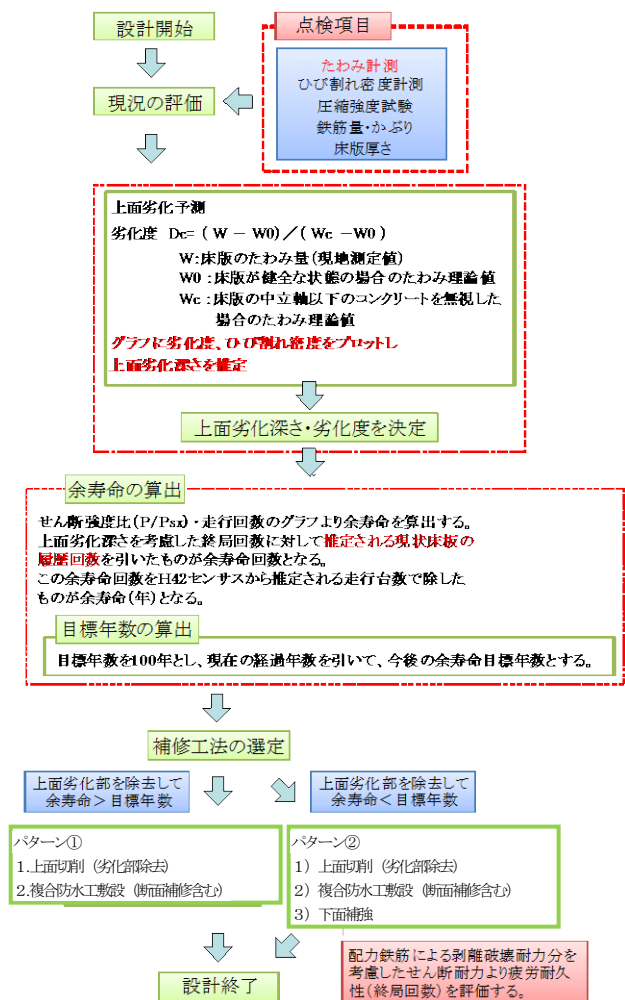 設計開始
点検項目
たわみ計測
ひび割れ密度計測
圧縮強度試験
鉄筋量・かぶり
床版厚さ
現況の評価
上面劣化予測
劣化度 Dc= ( W − W0) ／ ( Wc −W0 )
W:床版のたわみ量(現地測定値)
W0 :床版が健全な状態の場合のたわみ理論値
Wc :床版の中立軸以下のコンクリートを無視した
場合のたわみ理論値
グラフに劣化度、ひび割れ密度をプロットし
上面劣化深さを推定
上面劣化深さ・劣化度を決定
余寿命の算出
せん断強度比(P/Psx)・走行回数のグラフより余寿命を算出する。
上面劣化深さを考慮した終局回数に対して推定される現状床板の
履歴回数を引いたものが余寿命回数となる。
この余寿命回数をH42センサスから推定される走行台数で除した
ものが余寿命(年)となる。
目標年数の算出
目標年数を100年とし、現在の経過年数を引いて、今後の余寿命目標年数とする。
補修工法の選定
上面劣化部を除去して
余寿命＞目標年数
上面劣化部を除去して
余寿命＜目標年数
パターン①
1.上面切削 (劣化部除去)
2.複合防水工敷設 (断面補修含む)
パターン②
1) 上面切削 (劣化部除去)
2) 複合防水工敷設 (断面補修含む)
3) 下面補強
配力鉄筋による剥離破壊耐力分を
考慮したせん断耐力より疲労耐久
性(終局回数)を評価する。
設計終了